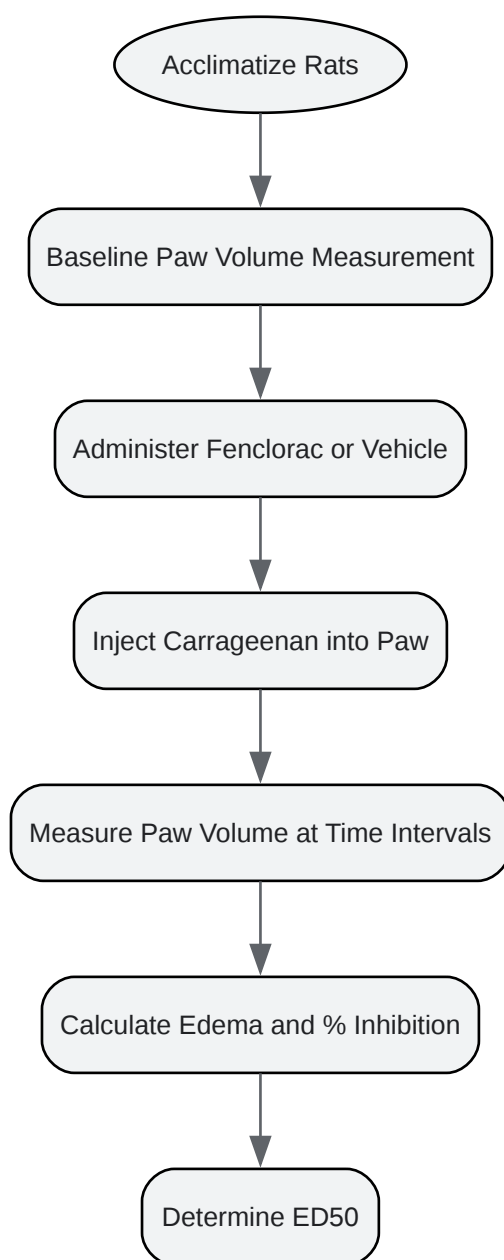 Acclimatize Rats
Baseline Paw Volume Measurement
Administer Fenclorac or Vehicle
Inject Carrageenan into Paw
Measure Paw Volume at Time Intervals
Calculate Edema and % Inhibition
Determine ED50